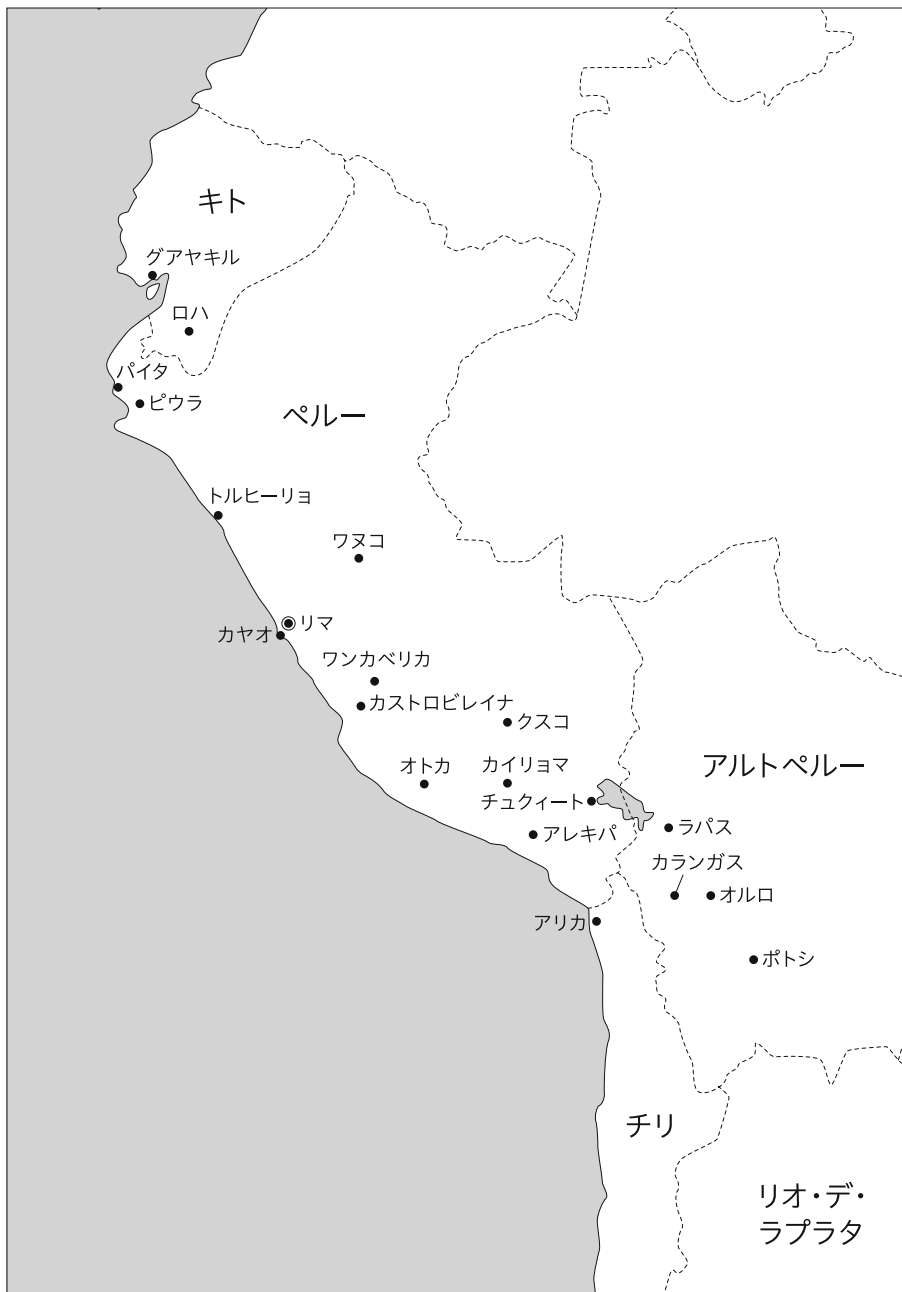 キト
グアヤキル
ロハ
パイタ
ピウラ
ペルー
トルヒーリョ
ワヌコ
リマ
カヤオ
ワンカベリカ
カストロビレイナ
クスコ
オトカ
カイリョマ
アルトペルー
チュクィート
アレキパ
ラパス
カランガス
オルロ
アリカ
ポトシ
チリ
リオ・デ・
ラプラタ